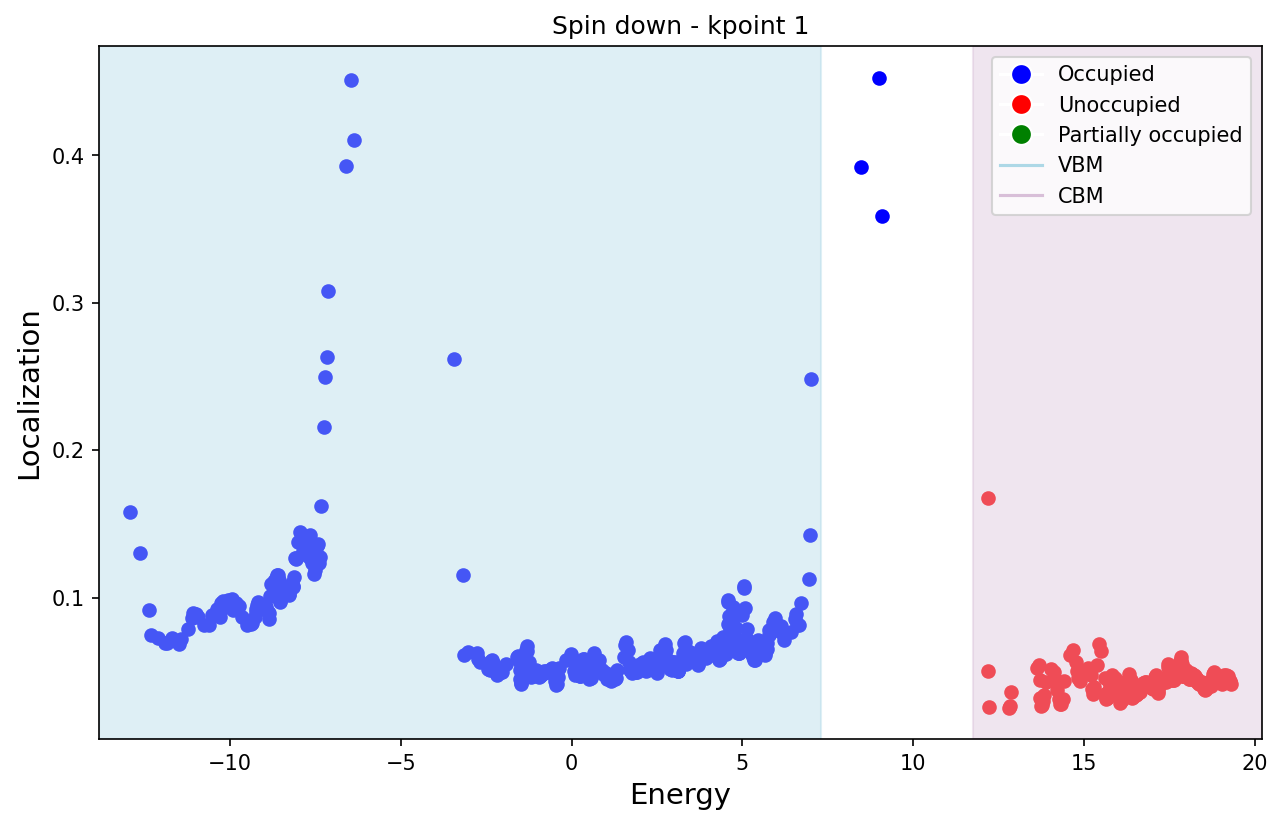 Spin down - kpoint 1
Localization
0.4
0.3
0.2
0.1
Occupied
Unoccupied
Partially occupied
VBM
CBM
−10
−5
0
5
10
15
20
Energy